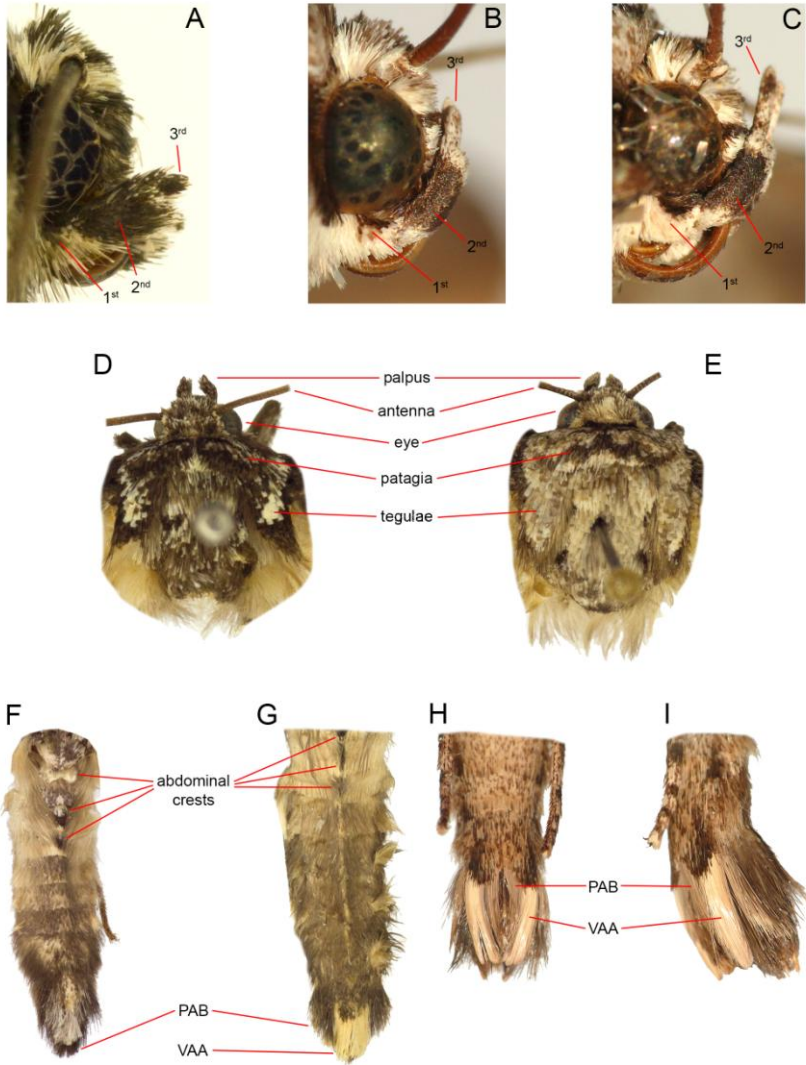 A
B
C
3rd
3rd
3rd
1st
2nd
1st
2nd
1st
2nd
D
E
palpus
antenna
eye
patagia
tegulae
F
G
H
I
abdominal
crests
PAB
VAA
PAB
VAA